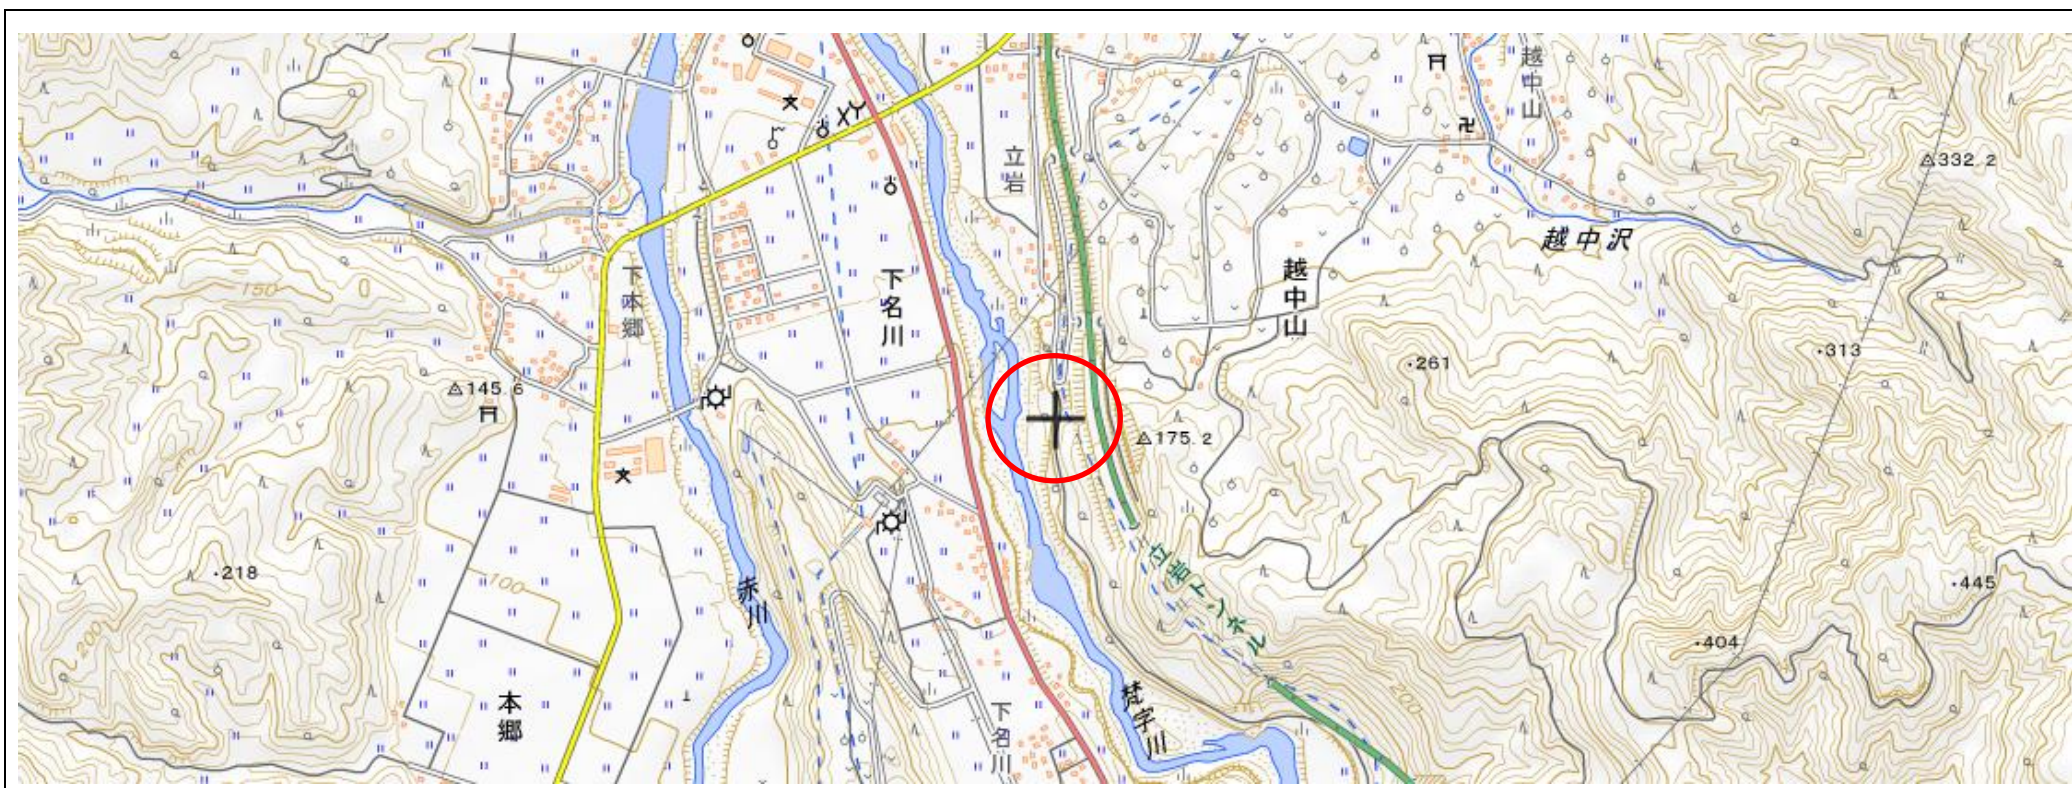 越中山
立岩
332.2
越中沢
下本郷
下名川
越中山
150
145.6
261
313
175.2
218
100
赤川
立岩トンネル
445
404
200
本郷
下名川
梵字川
200